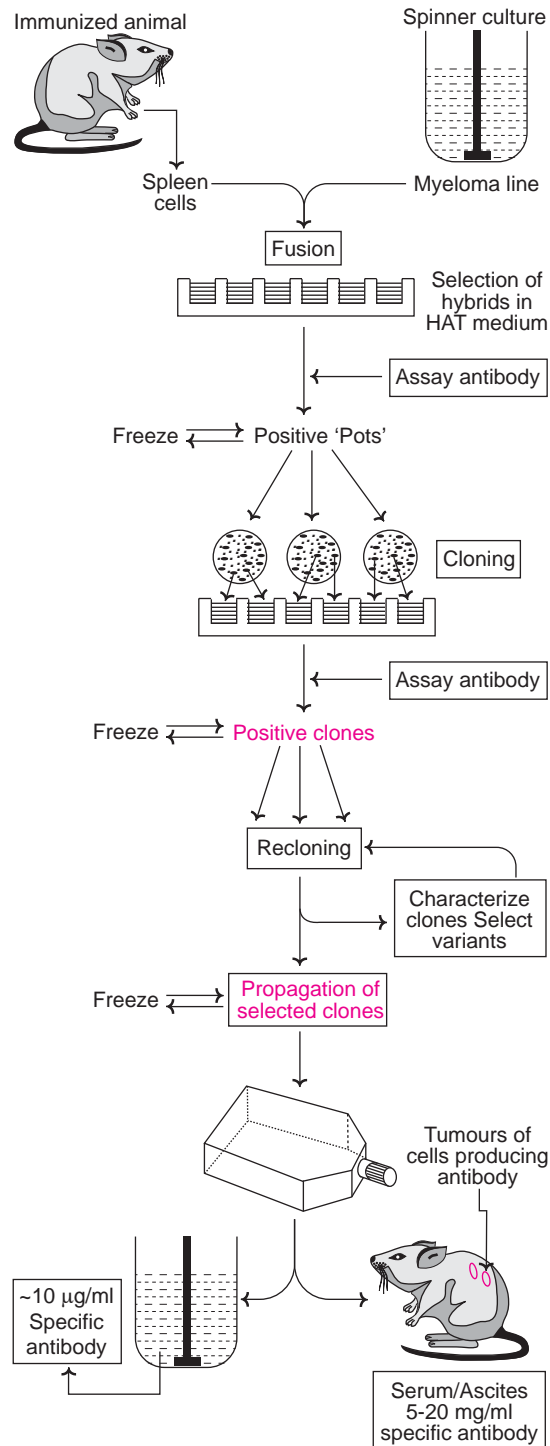 Immunized animal
Spinner culture
Spleen
cells
Myeloma line
Fusion
Selection of
hybrids in
HAT medium
Assay antibody
Freeze
Positive ‘Pots’
Cloning
Assay antibody
Freeze
Positive clones
Recloning
Characterize
clones Select
variants
Freeze
Propagation of
selected clones
Tumours of
cells producing
antibody
~10 µg/ml
Specific
antibody
Serum/Ascites
5-20 mg/ml
specific antibody